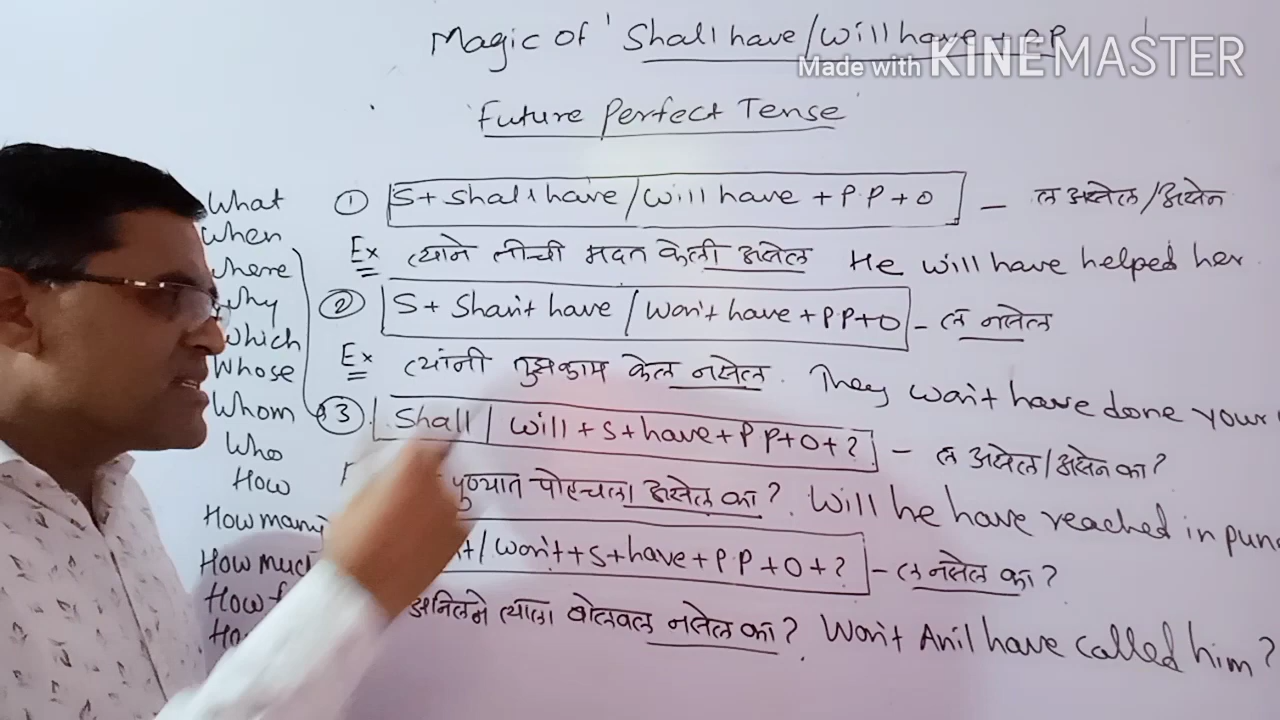 Magic of 'Shall have/will have + PP
Made with KINEMASTER
'Future Perfect Tense'
What
When
where
why
which
Whose
Whom
Who
How
How many
How much
How
① S + Shall have/will have + P.P + O – ल असेल/असेन
Ex त्याने तीची मदत केली असेल He will have helped her
② S + Shan't have / won't have + P.P + O – ल नसेल
Ex त्यांनी तुझकाम केल नसेल. They won't have done your
③ Shall / will + S + have + P.P + O + ? – ल असेल/असेन का?
पुण्यात पोहचला असेल का? Will he have reached in pun
/ won't + S + have + P.P + O + ? – ल नसेल का?
अनिलने त्याला बोलवल नसेल का? Won't Anil have called him?